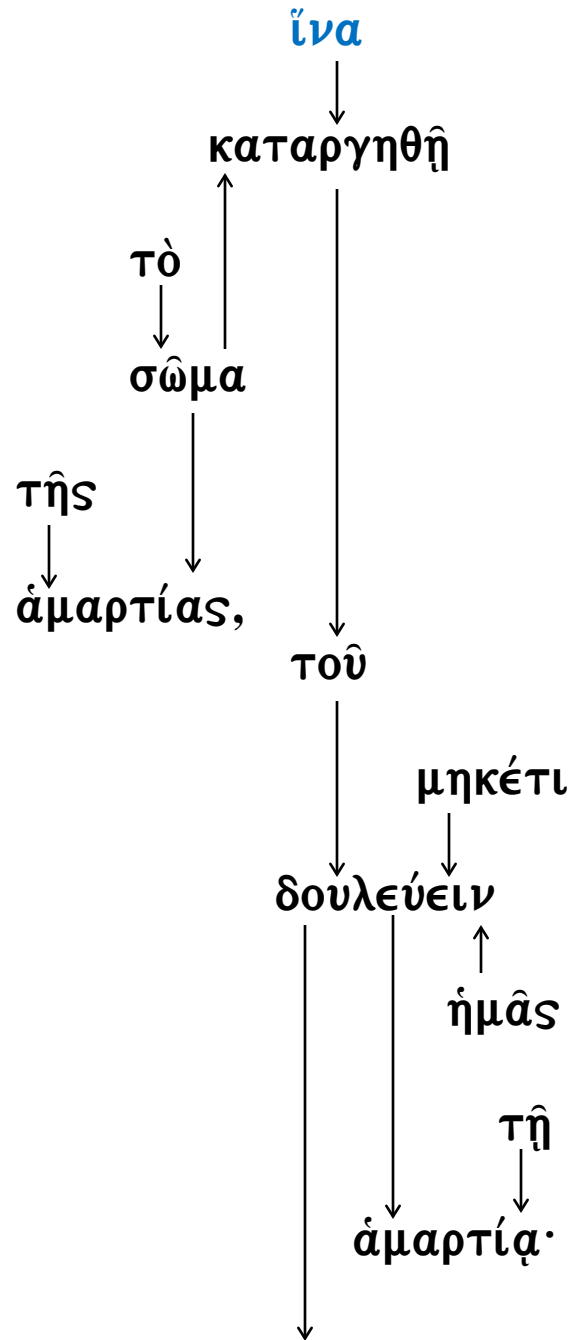 ἵνα
καταργηθῇ
τὸ
σῶμα
τῆς
ἁμαρτίας,
τοῦ
μηκέτι
δουλεύειν
ἡμᾶς
τῇ
ἁμαρτίᾳ·